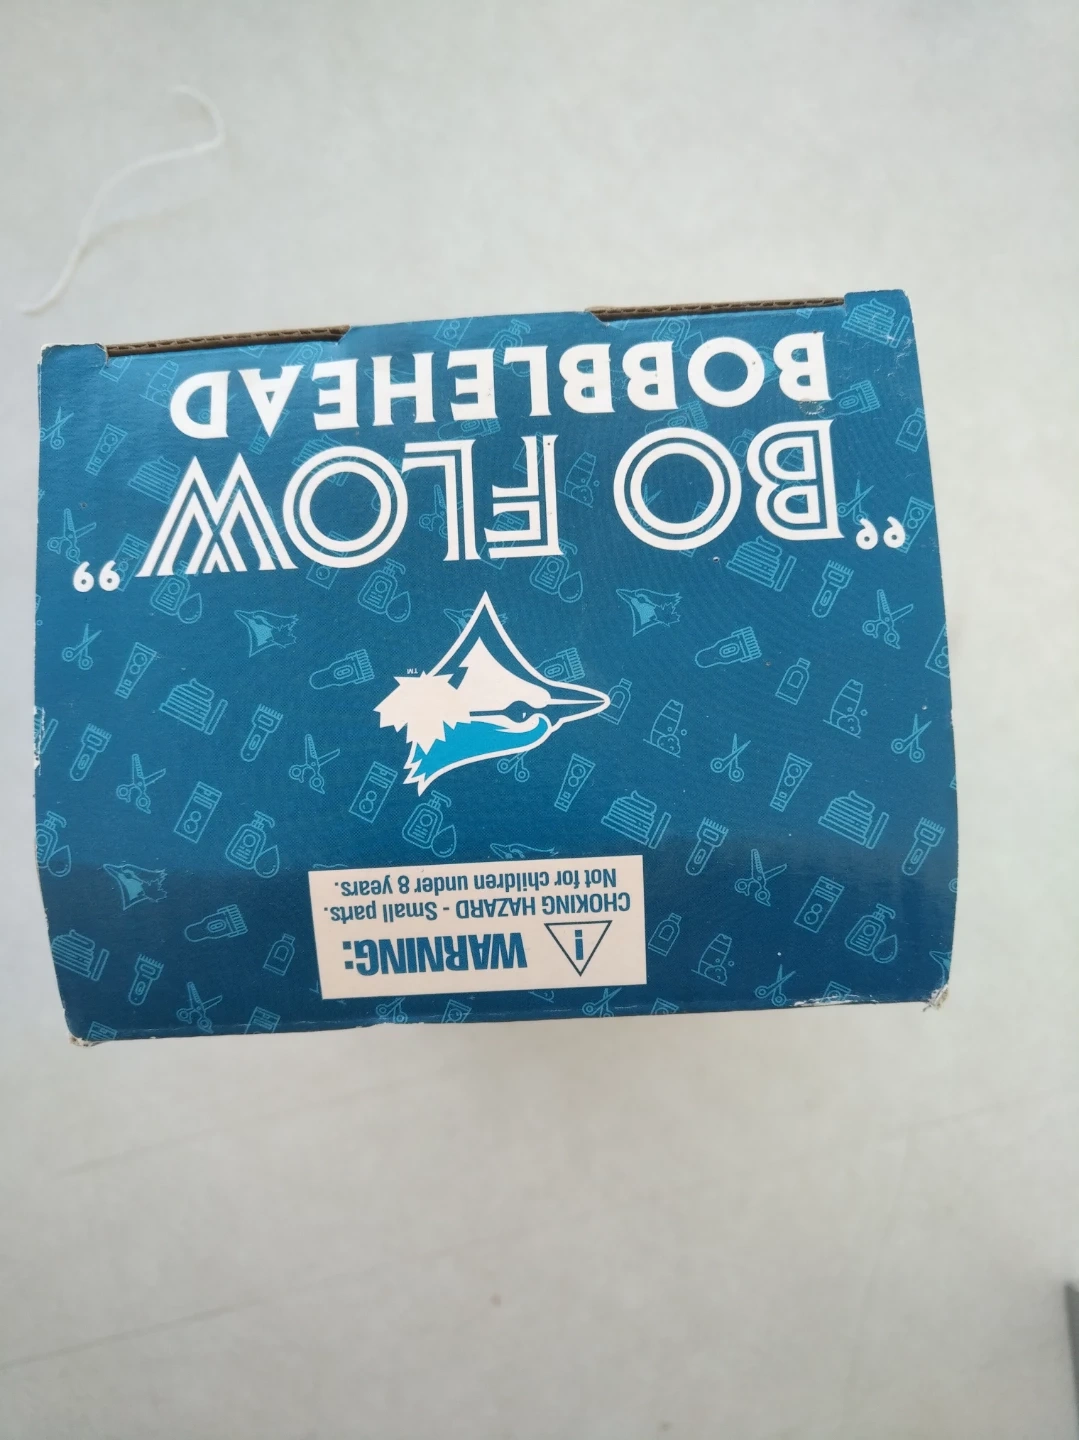 WARNING:
CHOKING HAZARD - Small parts.
Not for children under 8 years.
TM
"BO FLOW"
BOBBLEHEAD